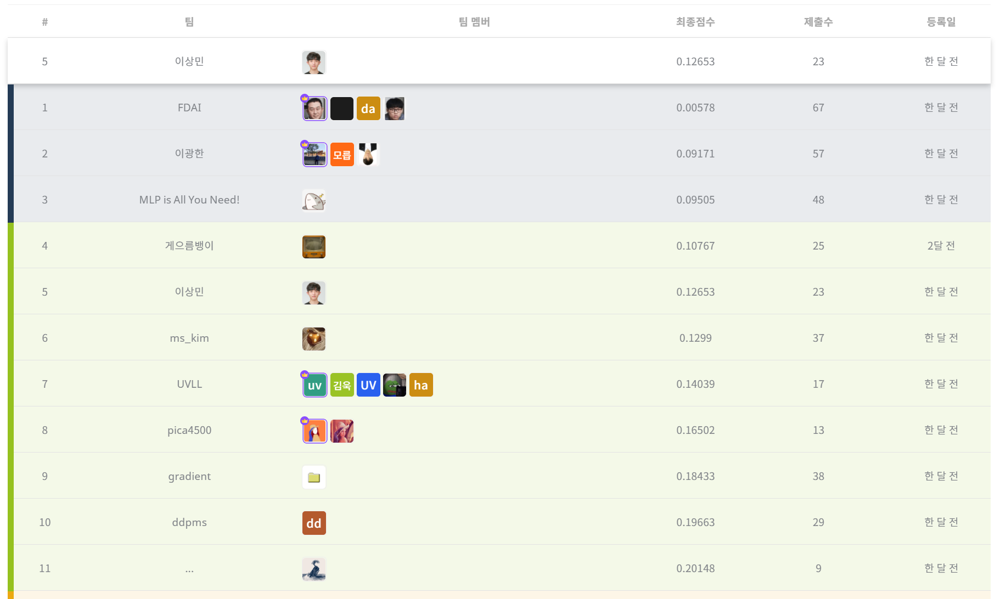 # 팀 팀 멤버 최종점수 제출수 등록일
5 이상민 0.12653 23 한 달 전
1 FDAI da 0.00578 67 한 달 전
2 이광한 모릅 0.09171 57 한 달 전
3 MLP is All You Need! 0.09505 48 한 달 전
4 게으름뱅이 0.10767 25 2달 전
5 이상민 0.12653 23 한 달 전
6 ms_kim 0.1299 37 한 달 전
7 UVLL uv 김욱 UV ha 0.14039 17 한 달 전
8 pica4500 0.16502 13 한 달 전
9 gradient 0.18433 38 한 달 전
10 ddpms dd 0.19663 29 한 달 전
11 ... 0.20148 9 한 달 전